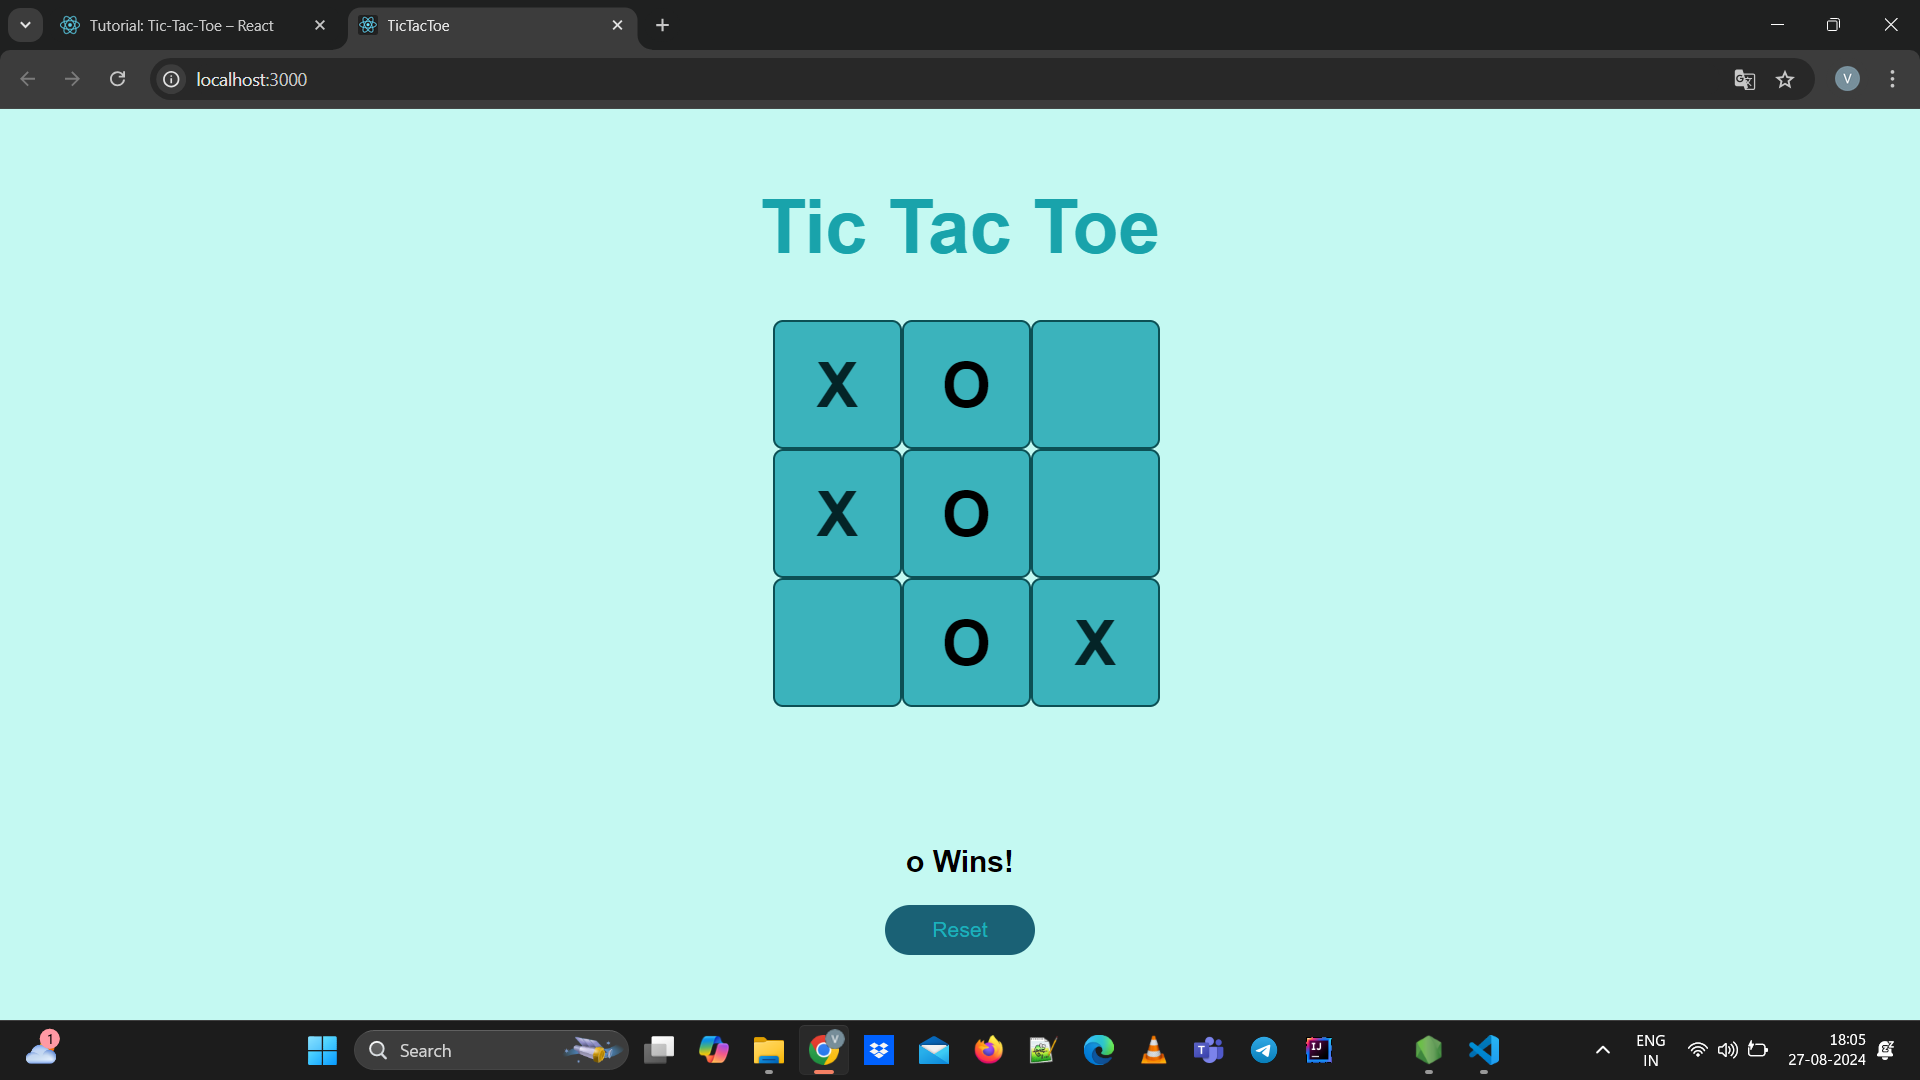 Tutorial: Tic-Tac-Toe – React
TicTacToe
localhost:3000
V
Tic Tac Toe
X O
X O
O X
o Wins!
Reset
1
Search
V
IJ
ENG
IN
18:05
27-08-2024